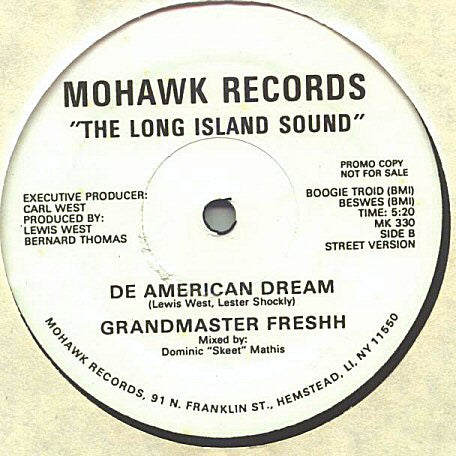 MOHAWK RECORDS
"THE LONG ISLAND SOUND"
PROMO COPY
NOT FOR SALE
EXECUTIVE PRODUCER:
CARL WEST
PRODUCED BY:
LEWIS WEST
BERNARD THOMAS
BOOGIE TROID (BMI)
BESWES (BMI)
TIME: 5:20
MK 330
SIDE B
STREET VERSION
DE AMERICAN DREAM
(Lewis West, Lester Shockly)
GRANDMASTER FRESHH
Mixed by:
Dominic "Skeet" Mathis
MOHAWK RECORDS, 91 N. FRANKLIN ST., HEMSTEAD, LI, NY 11550